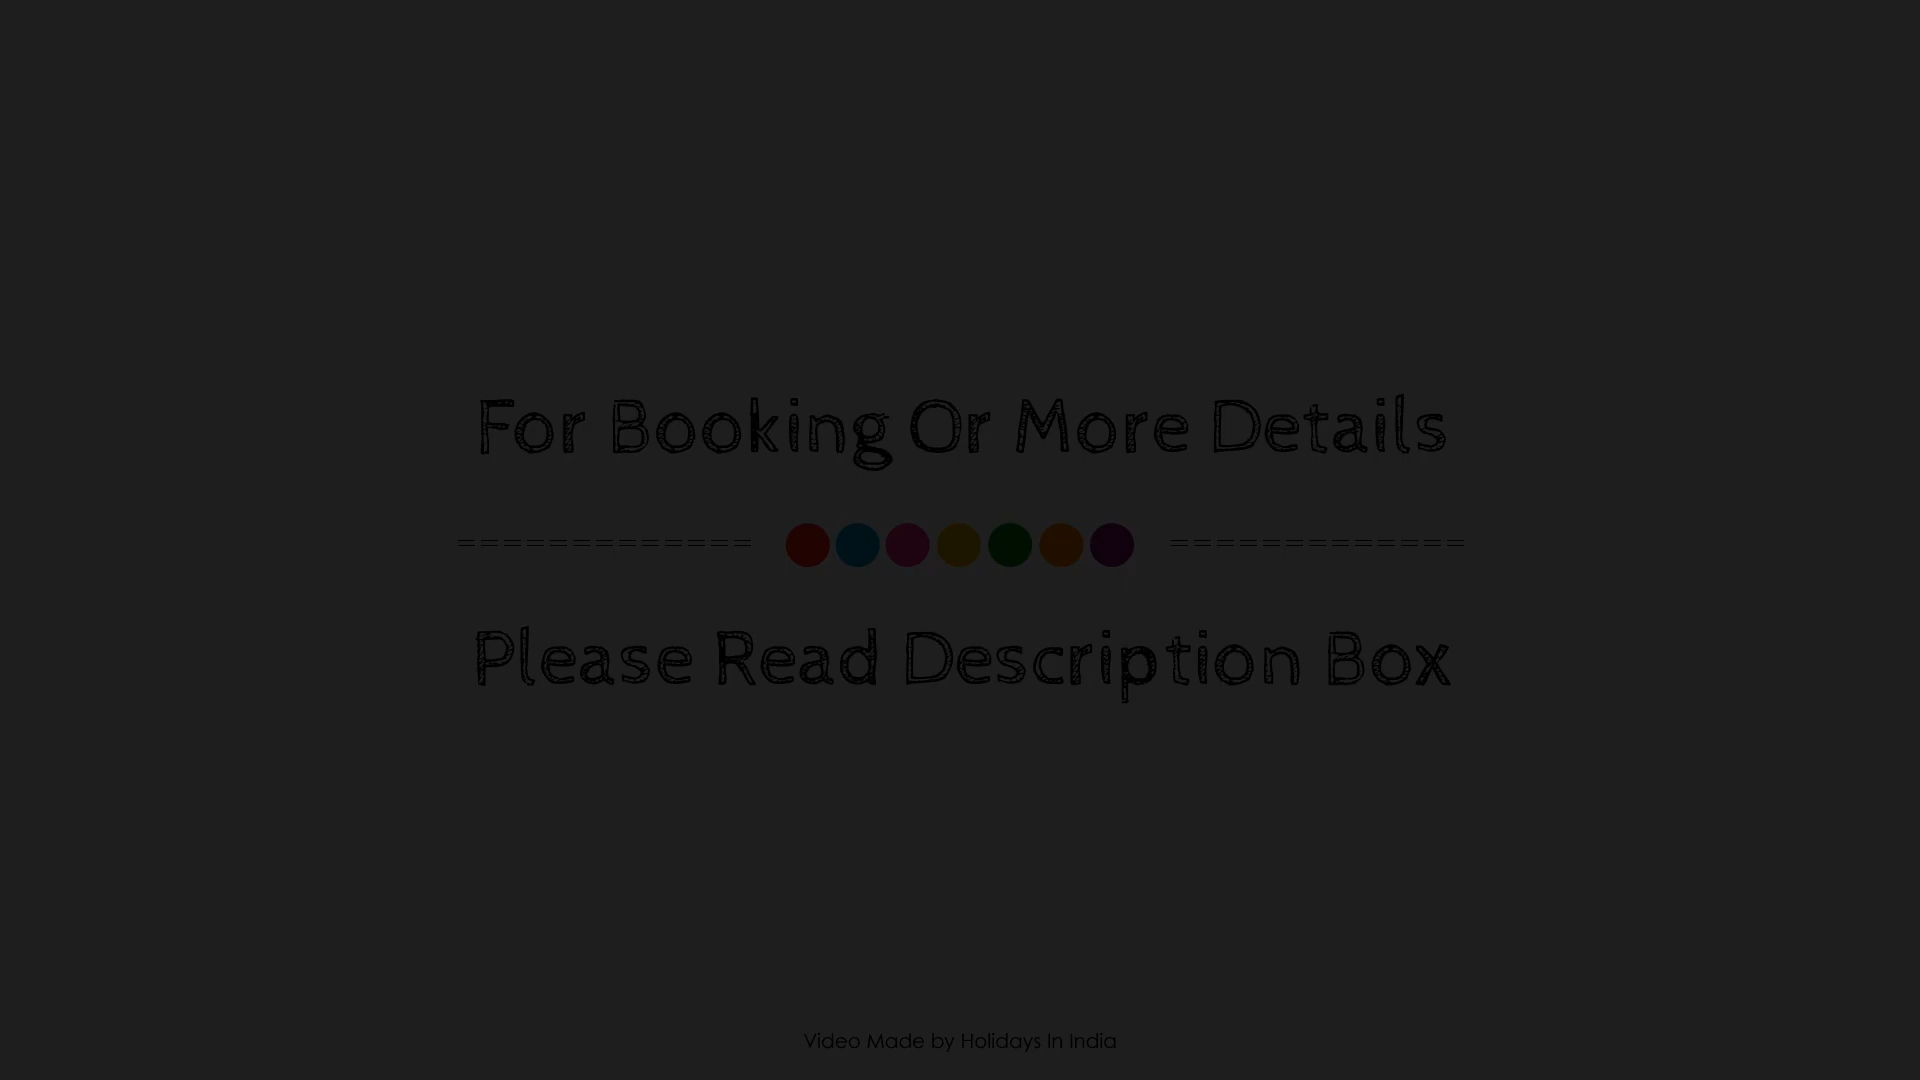 For Booking Or More Details
============= =============
Please Read Description Box
Video Made by Holidays In India